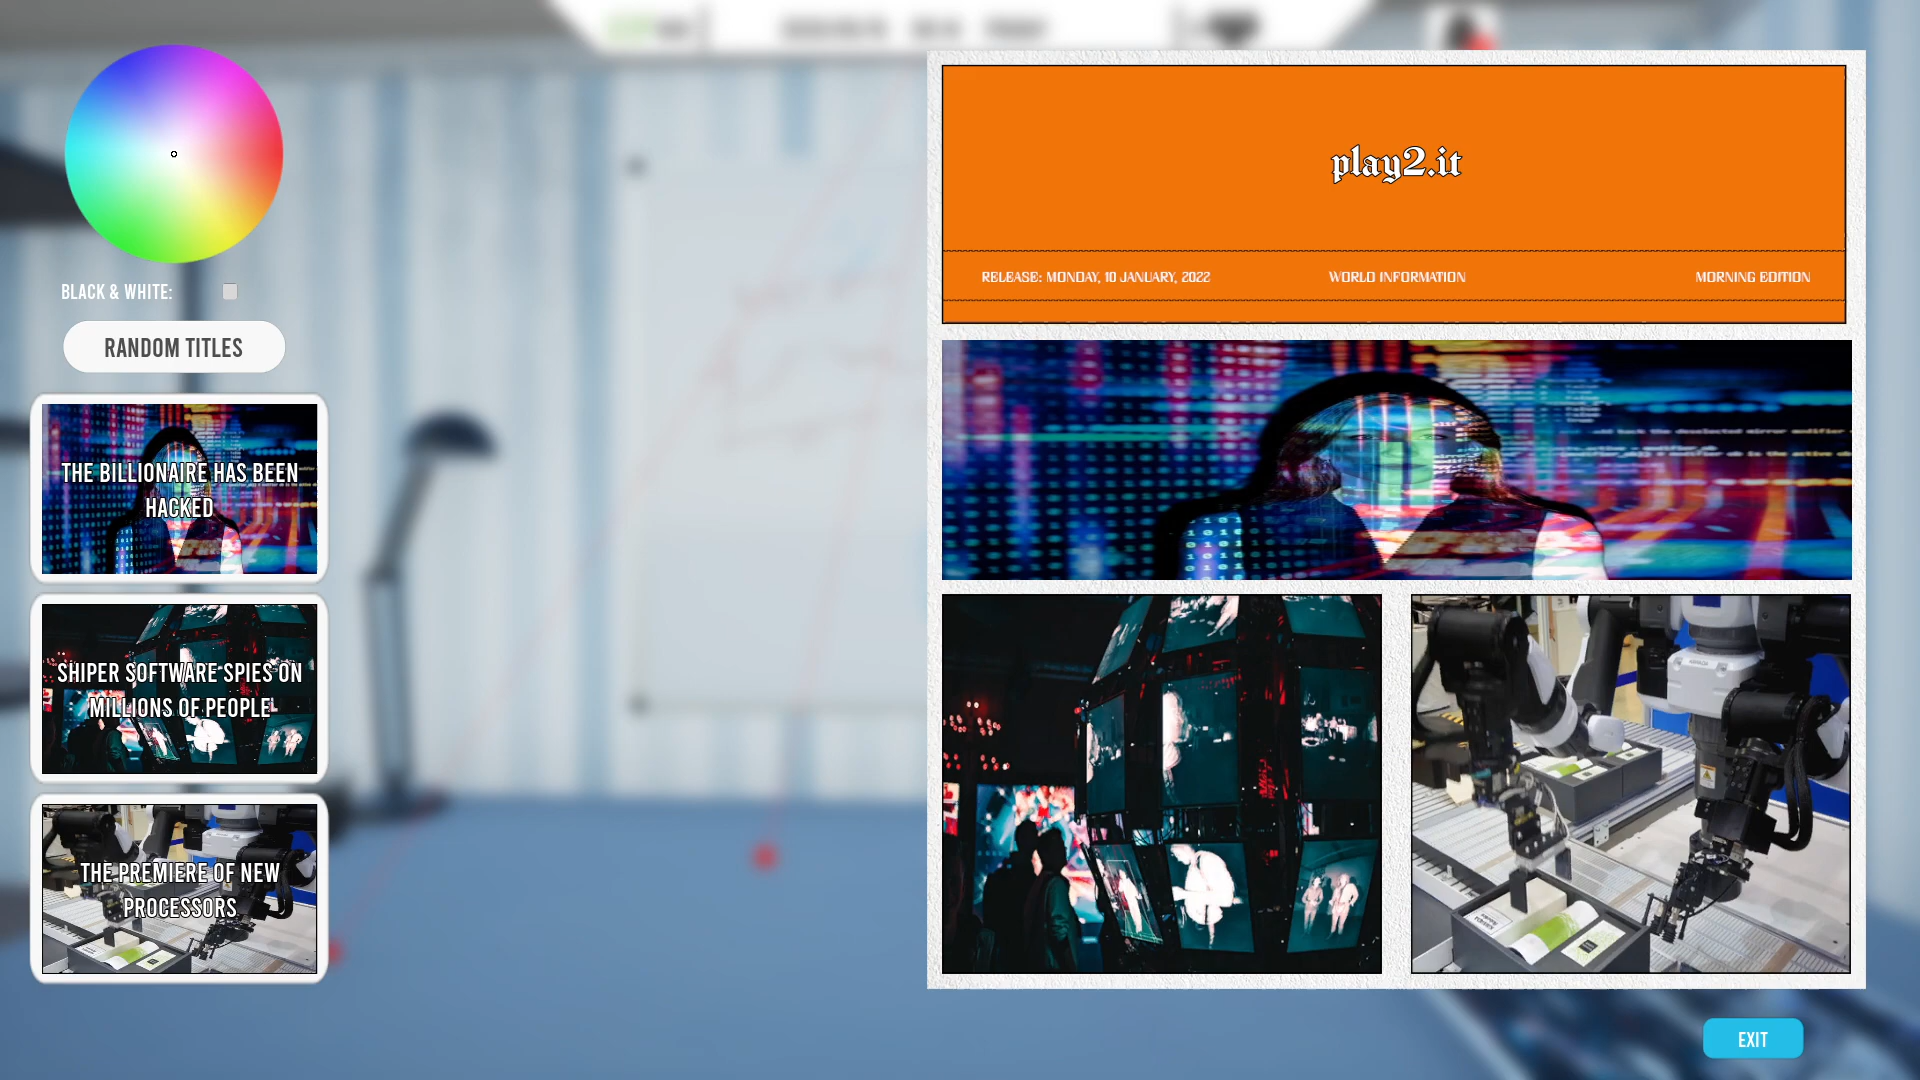 BLACK & WHITE:
RANDOM TITLES
THE BILLIONAIRE HAS BEEN
HACKED
SHIPER SOFTWARE SPIES ON
MILLIONS OF PEOPLE
THE PREMIERE OF NEW
PROCESSORS
play2.it
RELEASE: MONDAY, 10 JANUARY, 2022
WORLD INFORMATION
MORNING EDITION
EXIT